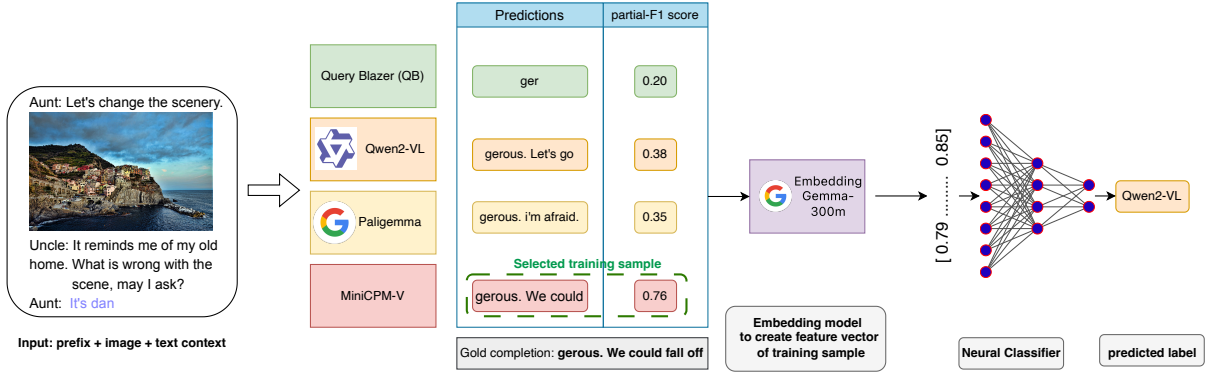 Aunt: Let's change the scenery.
Uncle: It reminds me of my old
home. What is wrong with the
scene, may I ask?
Aunt: It's dan
Input: prefix + image + text context
Query Blazer (QB)
Qwen2-VL
Paligemma
MiniCPM-V
Predictions
partial-F1 score
ger
0.20
gerous. Let's go
0.38
gerous. i'm afraid.
0.35
Selected training sample
gerous. We could
0.76
Gold completion: gerous. We could fall off
Embedding
Gemma-
300m
Embedding model
to create feature vector
of training sample
[ 0.79 ........ 0.85]
Neural Classifier
Qwen2-VL
predicted label